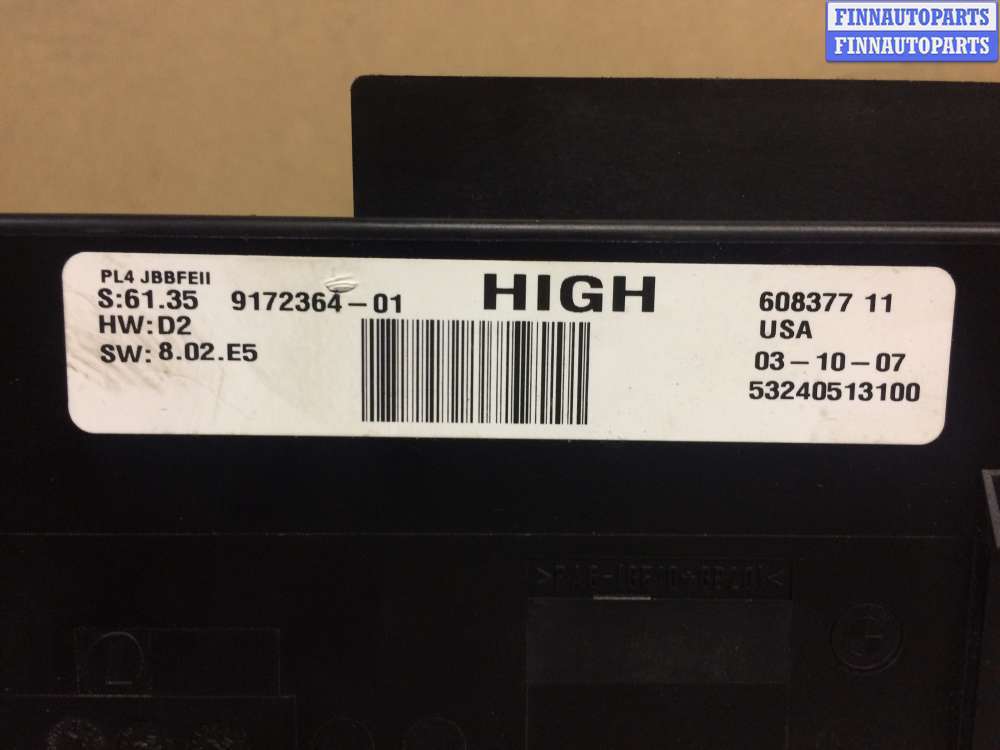 FINNAUTOPARTS
FINNAUTOPARTS
PL4 JBBFEII
S:61.35 9172364-01 HIGH 608377 11
HW: D2 USA
SW: 8.02.E5 03-10-07
53240513100